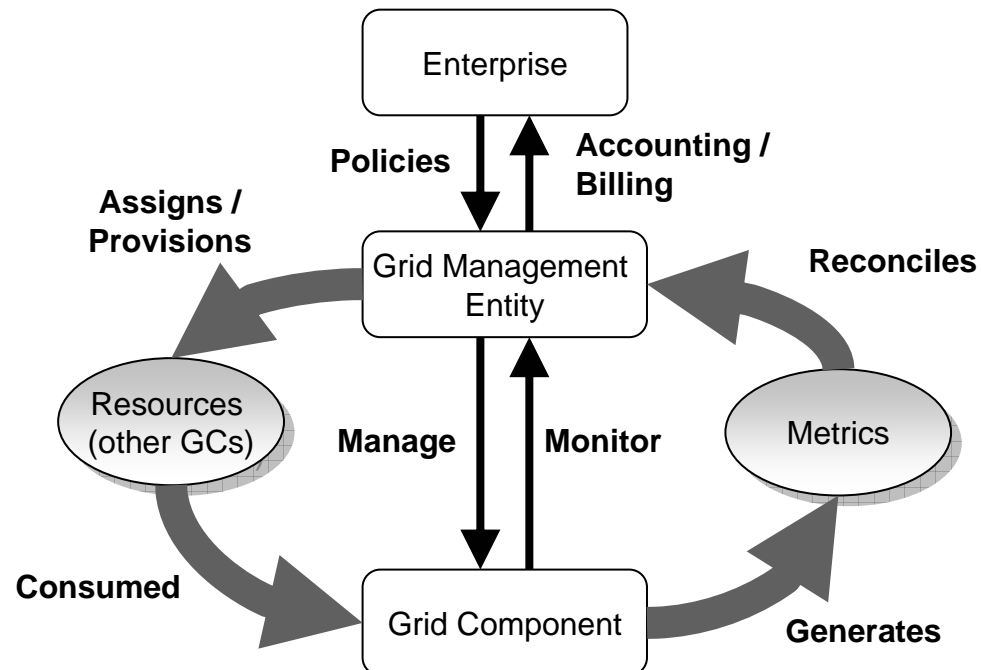 Enterprise
Policies
Accounting /
Billing
Assigns /
Provisions
Grid Management
Entity
Reconciles
Resources
(other GCs)
Manage
Monitor
Metrics
Consumed
Grid Component
Generates